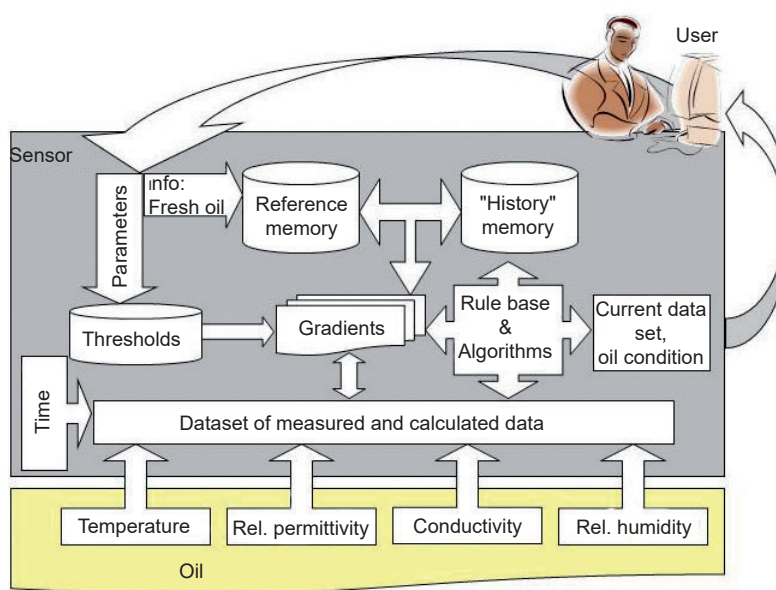 User
Sensor
Info:
Fresh oil
Parameters
Reference
memory
"History"
memory
Thresholds
Gradients
Rule base
&
Algorithms
Current data
set,
oil condition
Time
Dataset of measured and calculated data
Temperature
Rel. permittivity
Conductivity
Rel. humidity
Oil